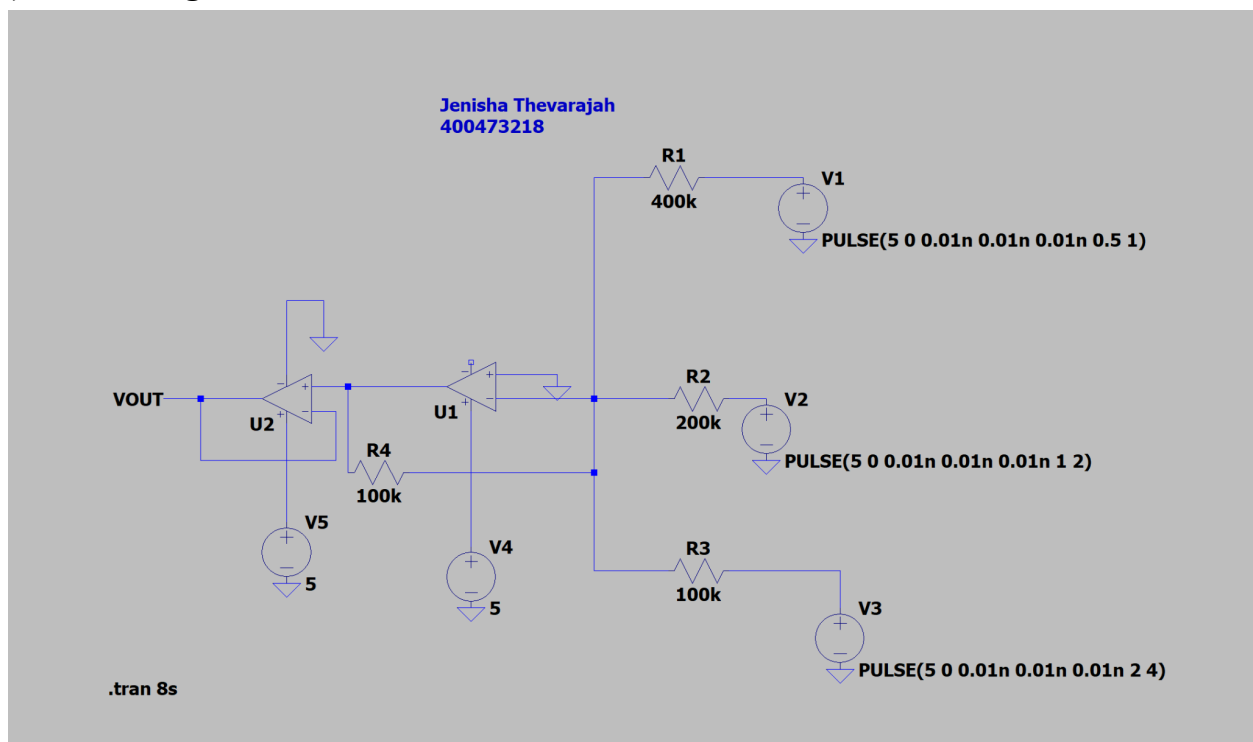 Jenisha Thevarajah
400473218
R1
400k
V1
PULSE(5 0 0.01n 0.01n 0.01n 0.5 1)
R2
200k
V2
PULSE(5 0 0.01n 0.01n 0.01n 1 2)
VOUT
U2
U1
R4
100k
V5
5
V4
5
R3
100k
V3
PULSE(5 0 0.01n 0.01n 0.01n 2 4)
.tran 8s